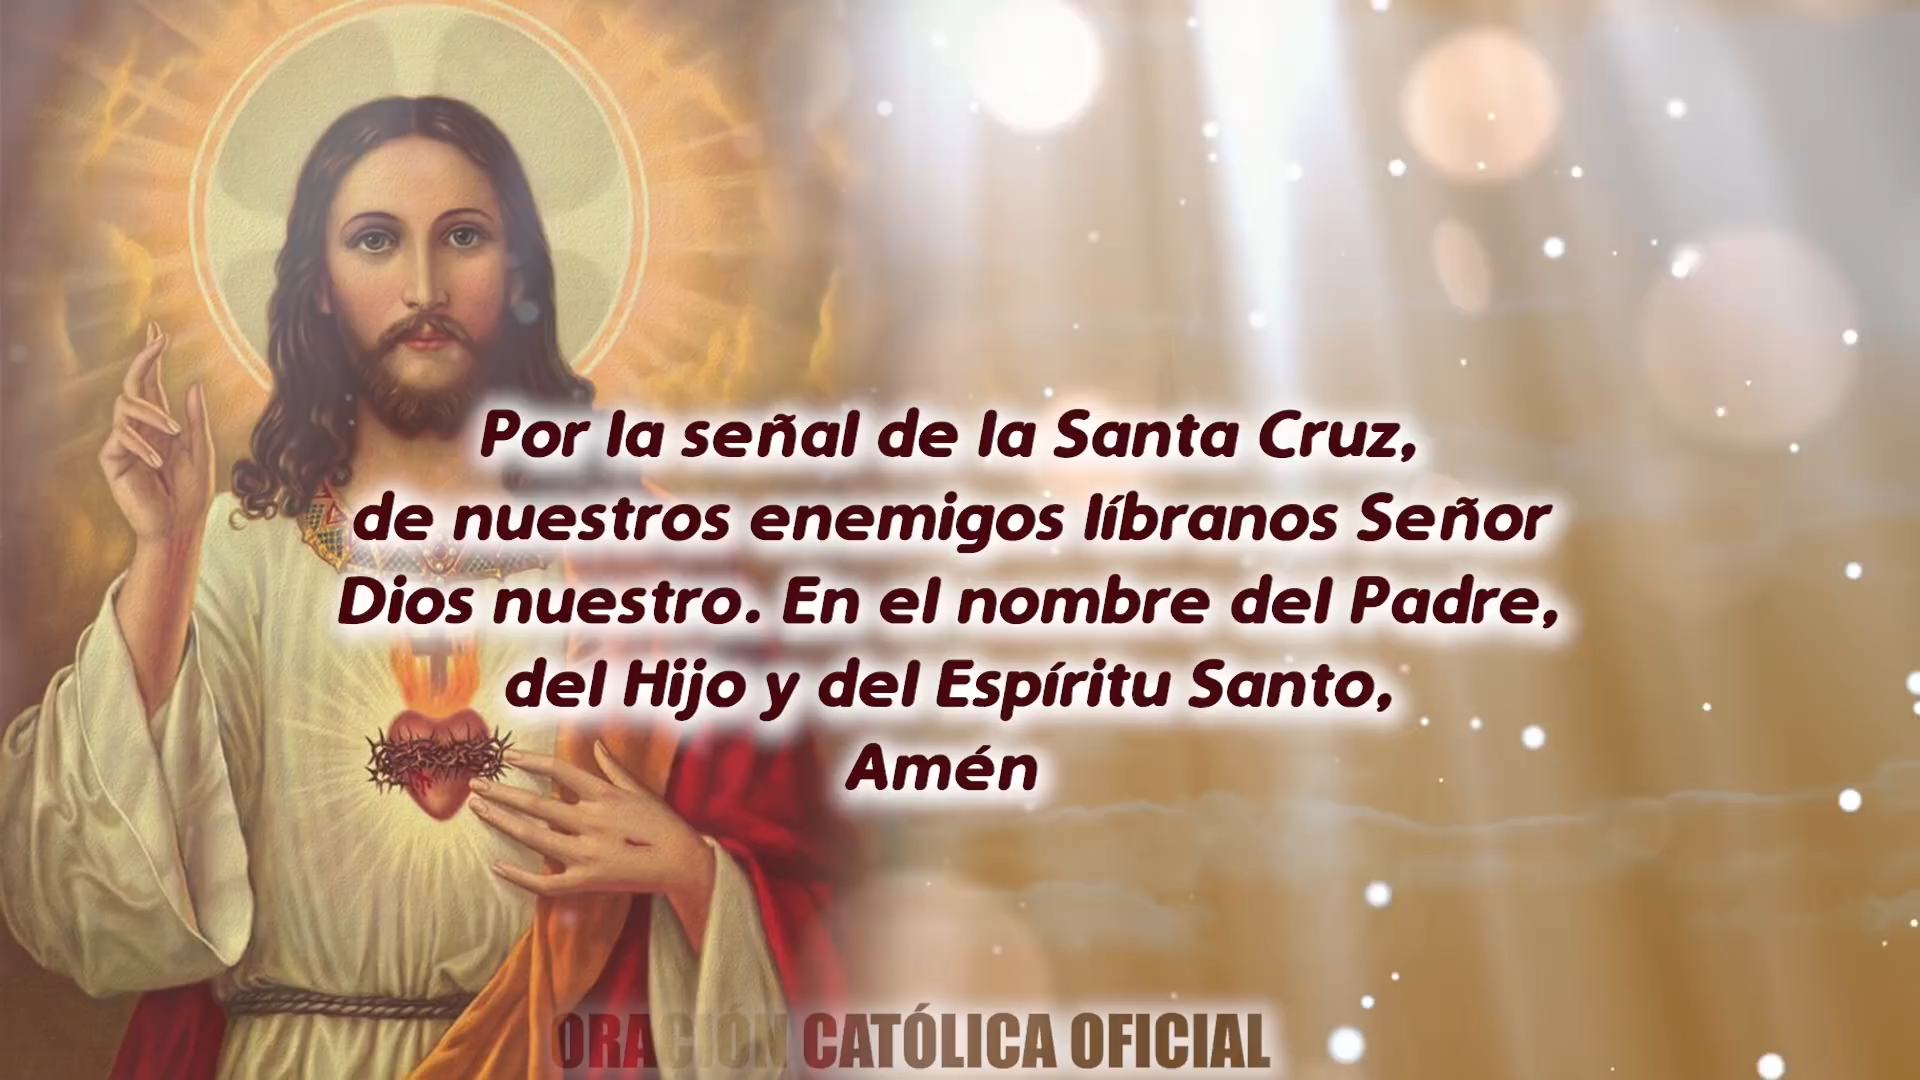 Por la señal de la Santa Cruz,
de nuestros enemigos líbranos Señor
Dios nuestro. En el nombre del Padre,
del Hijo y del Espíritu Santo,
Amén
ORACIÓN CATÓLICA OFICIAL